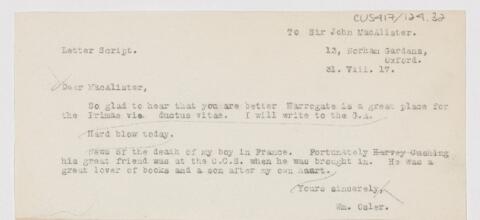 CUS417/124.32
To Sir John MacAlister.
Letter Script.
13, Norham Gardens,
Oxford.
31. Vlll. 17.
Dear MacAlister,
So glad to hear that you are better Harrogate is a great place for
the Primae vie ductus vitae. I will write to the G.A.
Hard blow today.
News of the death of my boy in France. Fortunately Harvey Cushing
his great friend was at the C.C.S. when he was brought in. He was a
great lover of books and a son after my own heart.
Yours sincerely,
Wm. Osler.